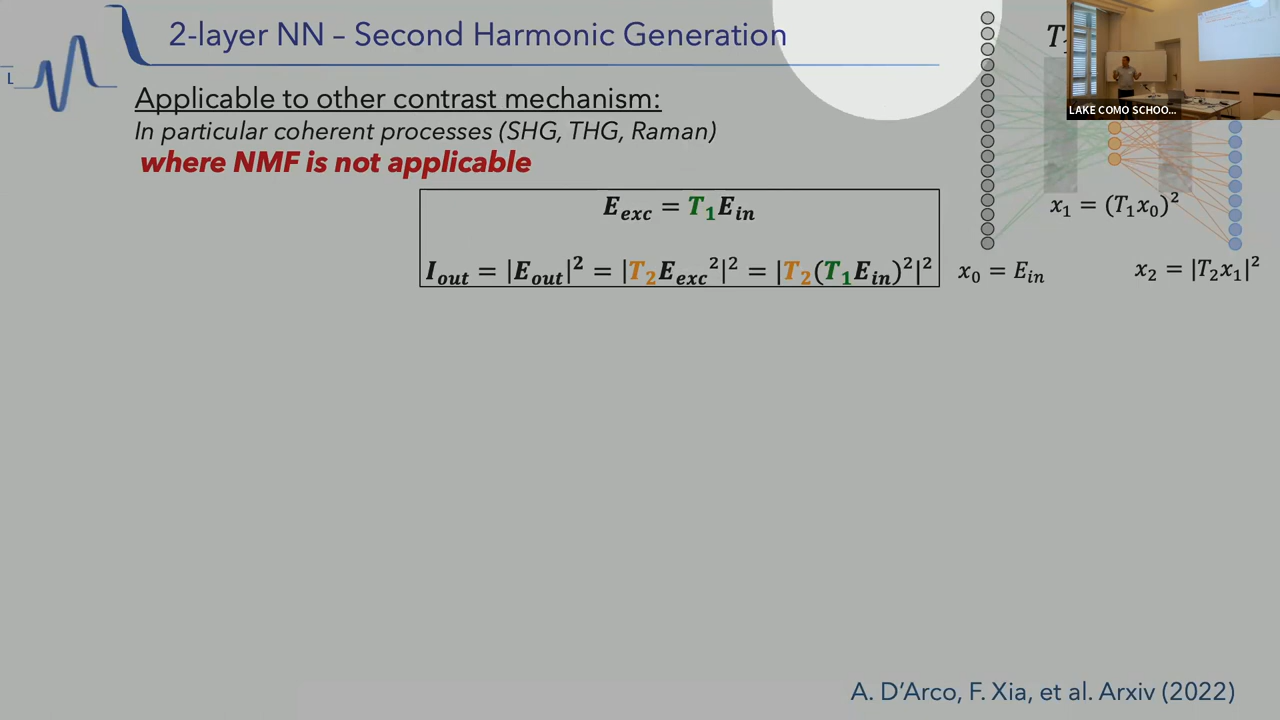 2-layer NN – Second Harmonic Generation
L
Applicable to other contrast mechanism:
In particular coherent processes (SHG, THG, Raman)
where NMF is not applicable
E_exc = T_1 E_in
I_out = |E_out|² = |T_2 E_exc²|² = |T_2(T_1 E_in)²|²
x_1 = (T_1 x_0)²
x_0 = E_in
x_2 = |T_2 x_1|²
LAKE COMO SCHOO...
A. D'Arco, F. Xia, et al. Arxiv (2022)